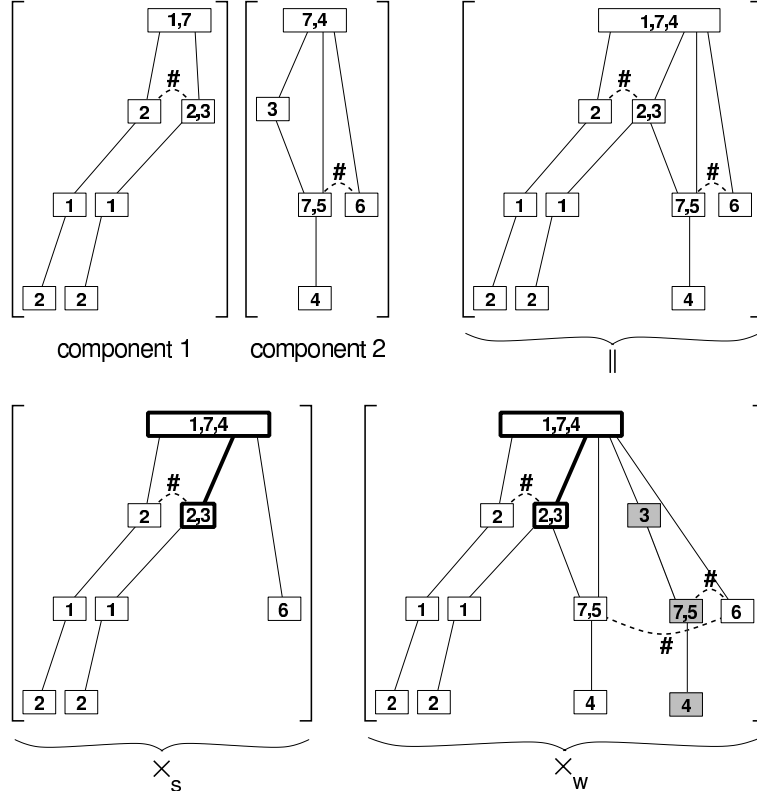 1,7 7,4 1,7,4
# #
2 2,3 3 2 2,3
# #
1 1 7,5 6 1 1 7,5 6
2 2 4 2 2 4
component 1 component 2
||
1,7,4 1,7,4
# #
2 2,3 2 2,3 3
#
1 1 6 1 1 7,5 7,5 6
#
2 2 2 2 4 4
×s ×w